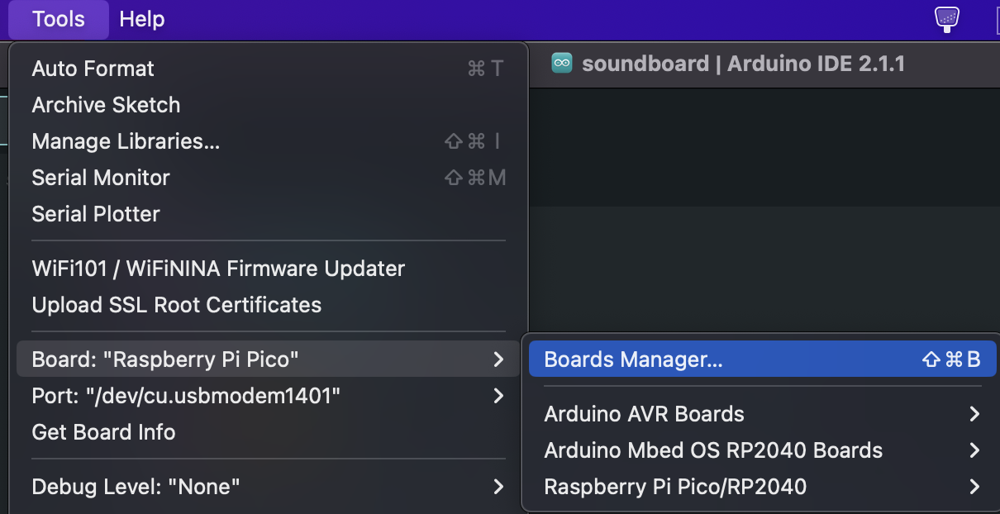 Tools Help
soundboard | Arduino IDE 2.1.1
Auto Format ⌘ T
Archive Sketch
Manage Libraries... ⇧ ⌘ I
Serial Monitor ⇧ ⌘ M
Serial Plotter
WiFi101 / WiFiNINA Firmware Updater
Upload SSL Root Certificates
Board: "Raspberry Pi Pico"
Port: "/dev/cu.usbmodem1401"
Get Board Info
Debug Level: "None"
Boards Manager... ⇧ ⌘ B
Arduino AVR Boards
Arduino Mbed OS RP2040 Boards
Raspberry Pi Pico/RP2040